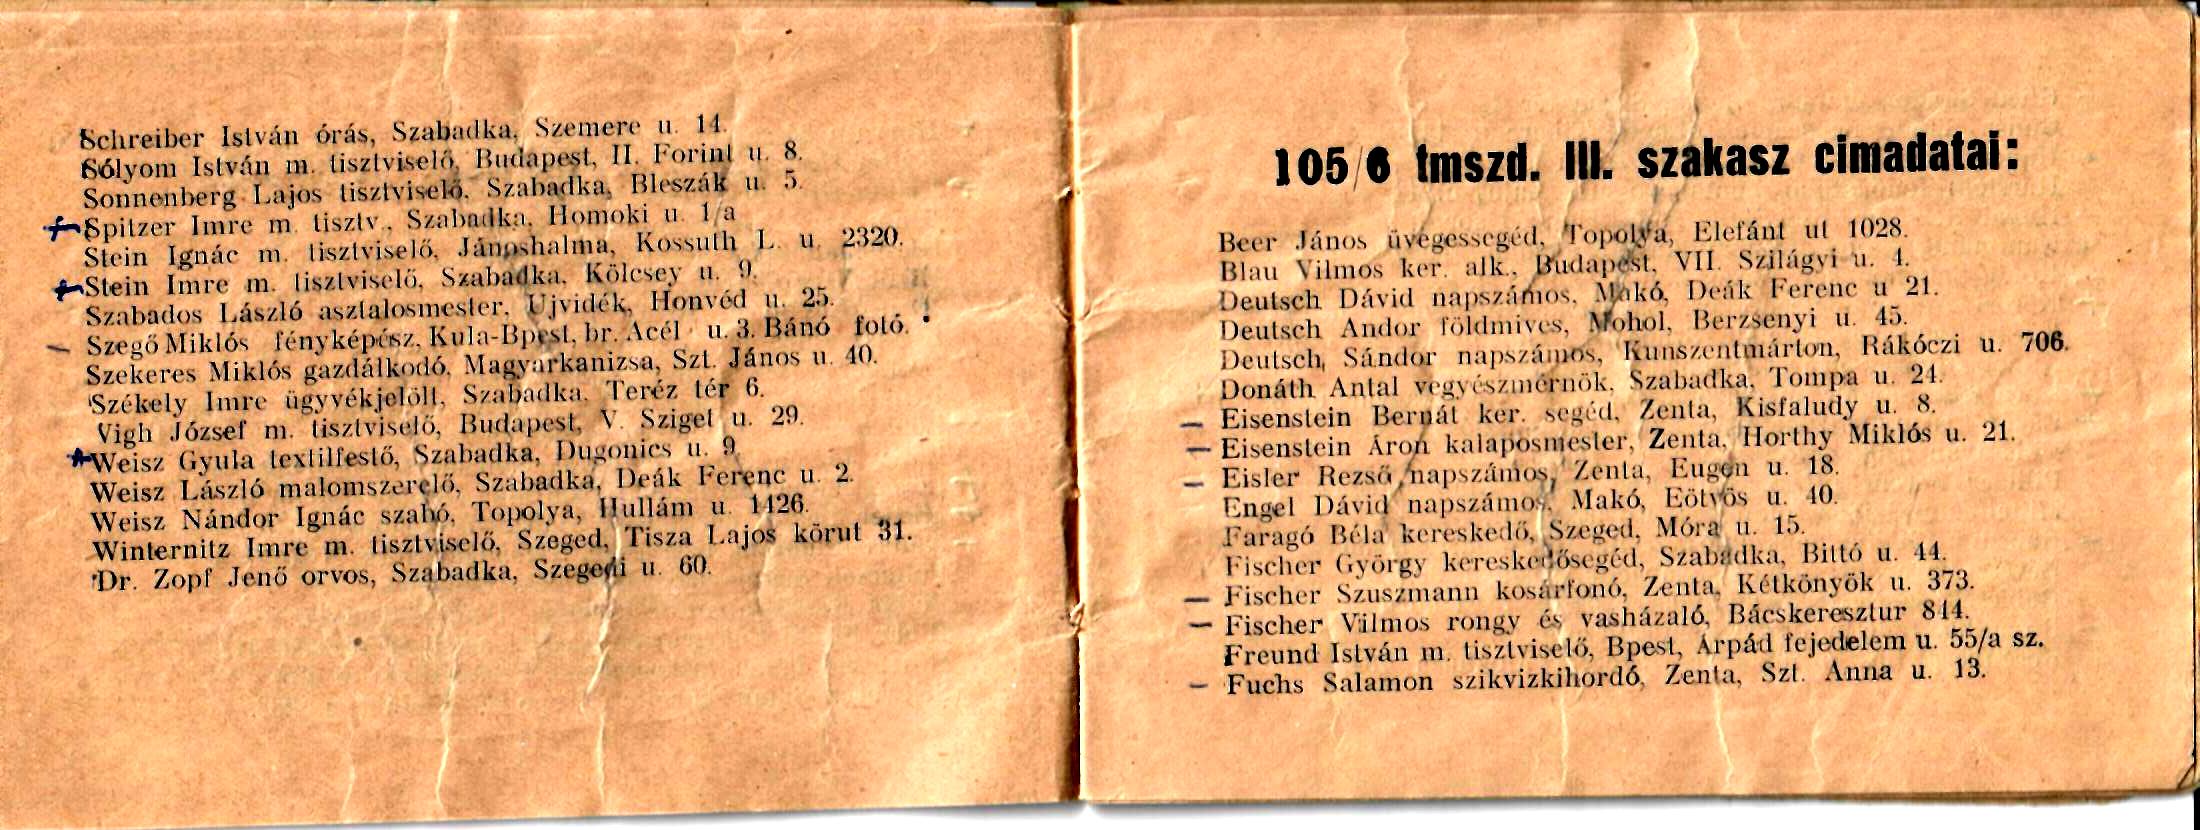 Schreiber István órás, Szabadka, Szemere u. 14.
Sólyom István m. tisztviselő, Budapest, II. Forint u. 8.
Sonnenberg Lajos tisztviselő, Szabadka, Bleszák u. 5.
Spitzer Imre m. tisztv., Szabadka, Homoki u. 1/a
Stein Ignác m. tisztviselő, Jánoshalma, Kossuth L. u. 2320.
Stein Imre m. tisztviselő, Szabadka, Kölcsey u. 9.
Szabados László asztalosmester, Ujvidék, Honvéd u. 25.
Szegő Miklós fényképész, Kula-Bpest, br. Acél u. 3. Bánó fotó.
Szekeres Miklós gazdálkodó, Magyarkanizsa, Szt. János u. 40.
Székely Imre ügyvékjelölt, Szabadka, Teréz tér 6.
Vigh József m. tisztviselő, Budapest, V. Sziget u. 29.
Weisz Gyula textilfestő, Szabadka, Dugonics u. 9
Weisz László malomszerelő, Szabadka, Deák Ferenc u. 2.
Weisz Nándor Ignác szabó, Topolya, Hullám u. 1426.
Winternitz Imre m. tisztviselő, Szeged, Tisza Lajos körut 31.
Dr. Zopf Jenő orvos, Szabadka, Szegedi u. 60.
105/6 tmszd. III. szakasz cimadatai:
Beer János üvegessegéd, Topolya, Elefánt ut 1028.
Blau Vilmos ker. alk., Budapest, VII. Szilágyi u. 4.
Deutsch Dávid napszámos, Makó, Deák Ferenc u 21.
Deutsch Andor földmives, Mohol, Berzsenyi u. 45.
Deutsch Sándor napszámos, Kunszentmárton, Rákóczi u. 706.
Donáth Antal vegyészmérnök, Szabadka, Tompa u. 24.
Eisenstein Bernát ker. segéd, Zenta, Kisfaludy u. 8.
Eisenstein Áron kalaposmester, Zenta, Horthy Miklós u. 21.
Eisler Rezső napszámos, Zenta, Eugen u. 18.
Engel Dávid napszámos, Makó, Eötvös u. 40.
Faragó Béla kereskedő, Szeged, Móra u. 15.
Fischer György kereskedősegéd, Szabadka, Bittó u. 44.
Fischer Szuszmann kosárfonó, Zenta, Kétkönyök u. 373.
Fischer Vilmos rongy és vasházaló, Bácskeresztur 844.
Freund István m. tisztviselő, Bpest, Árpád fejedelem u. 55/a sz.
Fuchs Salamon szikvizkihordó, Zenta, Szt. Anna u. 13.